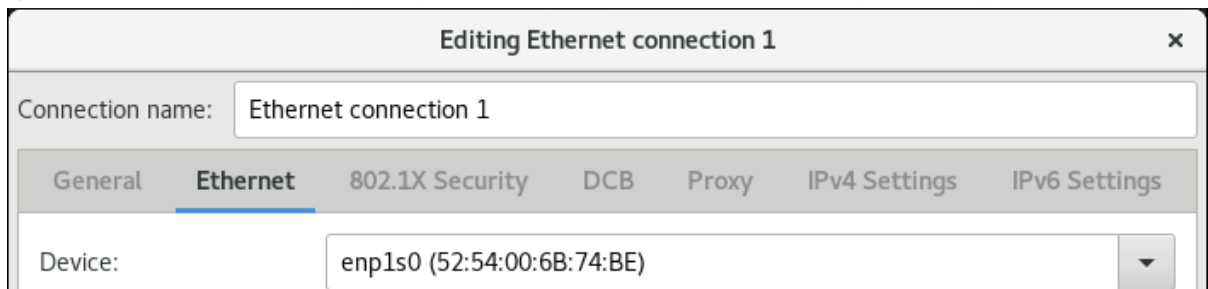 Editing Ethernet connection 1 ×
Connection name: Ethernet connection 1
General Ethernet 802.1X Security DCB Proxy IPv4 Settings IPv6 Settings
Device: enp1s0 (52:54:00:6B:74:BE)